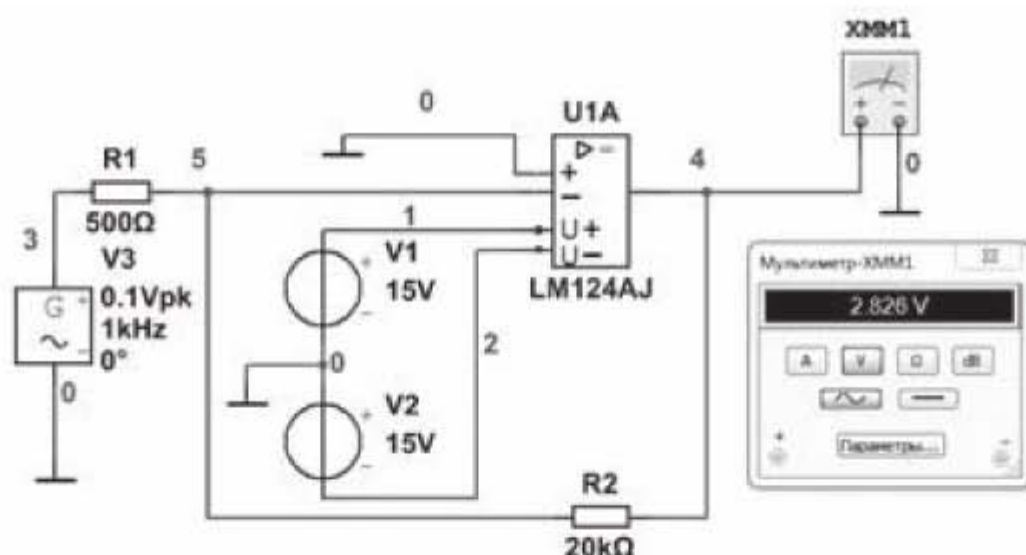 XMM1
0
U1A
R1
5
4
+
-
+
-
0
500Ω
3
1
U+
U-
V3
V1
+
-
15V
LM124AJ
G
+
-
0.1Vpk
1kHz
0°
0
2
0
V2
+
-
15V
R2
20kΩ
Мультиметр-XMM1
2.826 V
A
V
Ω
dB
+
-
Параметры...